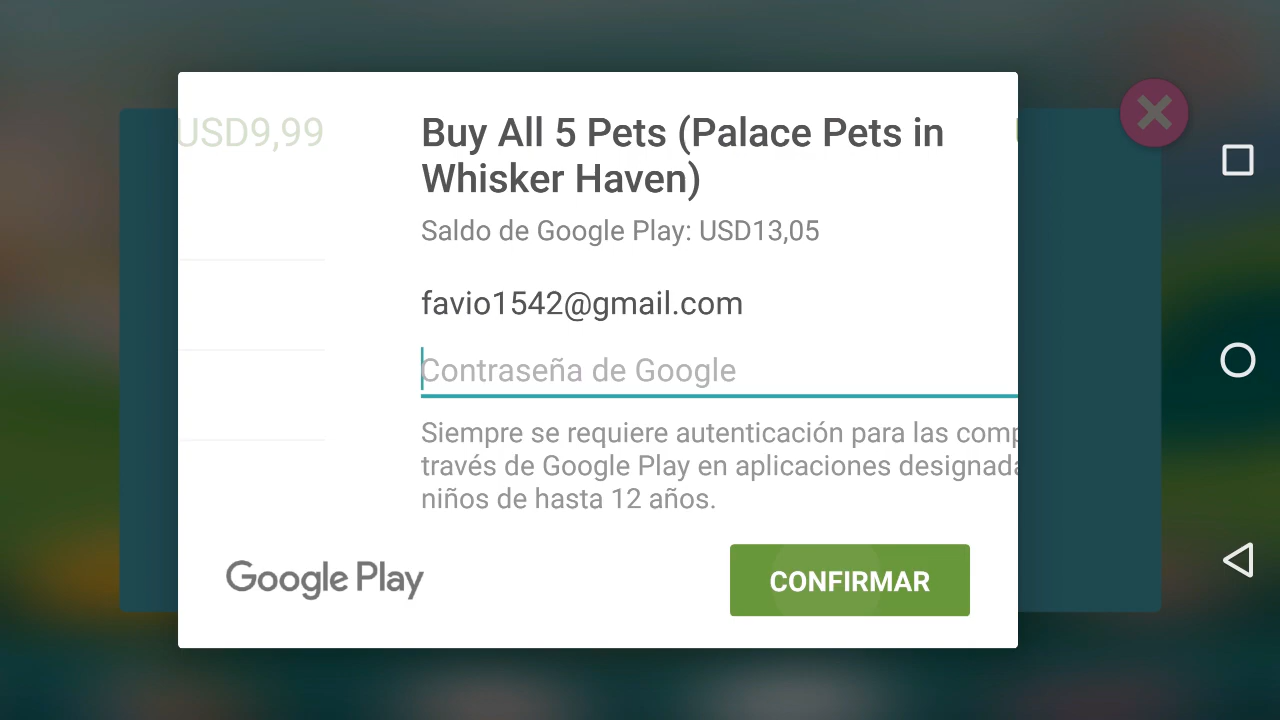 USD9,99
Buy All 5 Pets (Palace Pets in
Whisker Haven)
Saldo de Google Play: USD13,05
favio1542@gmail.com
Contraseña de Google
Siempre se requiere autenticación para las comp
través de Google Play en aplicaciones designada
niños de hasta 12 años.
Google Play
CONFIRMAR